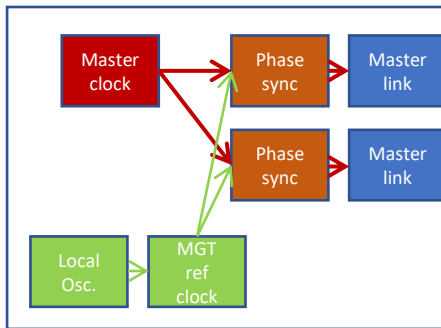 Master
clock
Phase
sync
Master
link
Phase
sync
Master
link
Local
Osc.
MGT
ref
clock